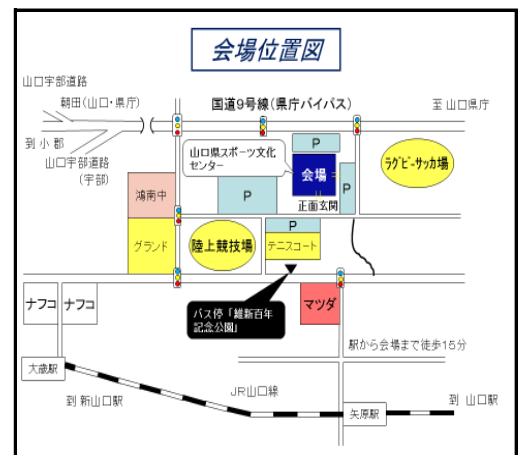 会場位置図
山口宇部道路
朝田(山口・県庁)
国道9号線(県庁バイパス)
至山口県庁
到小郡
山口宇部道路
(宇部)
山口県スポーツ文化
センター
P
会場
P
P
正面玄関
ラグビーサッカ場
鴻南中
グランド
陸上競技場
P
テニスコート
バス停「維新百年
記念公園」
マツダ
ナフコ
ナフコ
駅から会場まで徒歩15分
大歳駅
到 新山口駅
JR山口線
矢原駅
到 山口駅